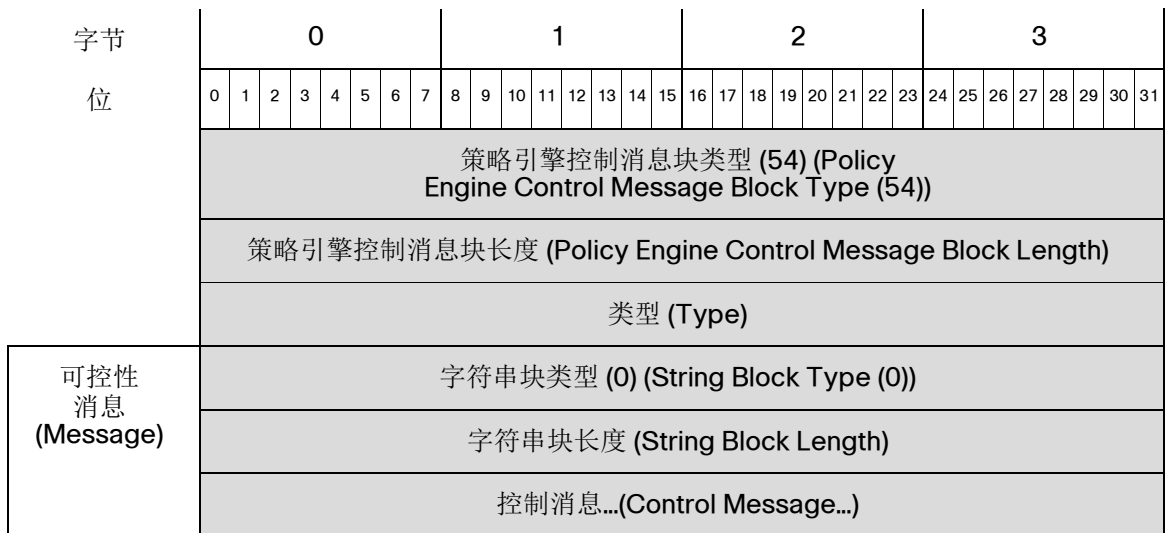 字节 0 1 2 3
位 0 1 2 3 4 5 6 7 8 9 10 11 12 13 14 15 16 17 18 19 20 21 22 23 24 25 26 27 28 29 30 31
策略引擎控制消息块类型 (54) (Policy
Engine Control Message Block Type (54))
策略引擎控制消息块长度 (Policy Engine Control Message Block Length)
类型 (Type)
可控性
消息
(Message)
字符串块类型 (0) (String Block Type (0))
字符串块长度 (String Block Length)
控制消息...(Control Message...)